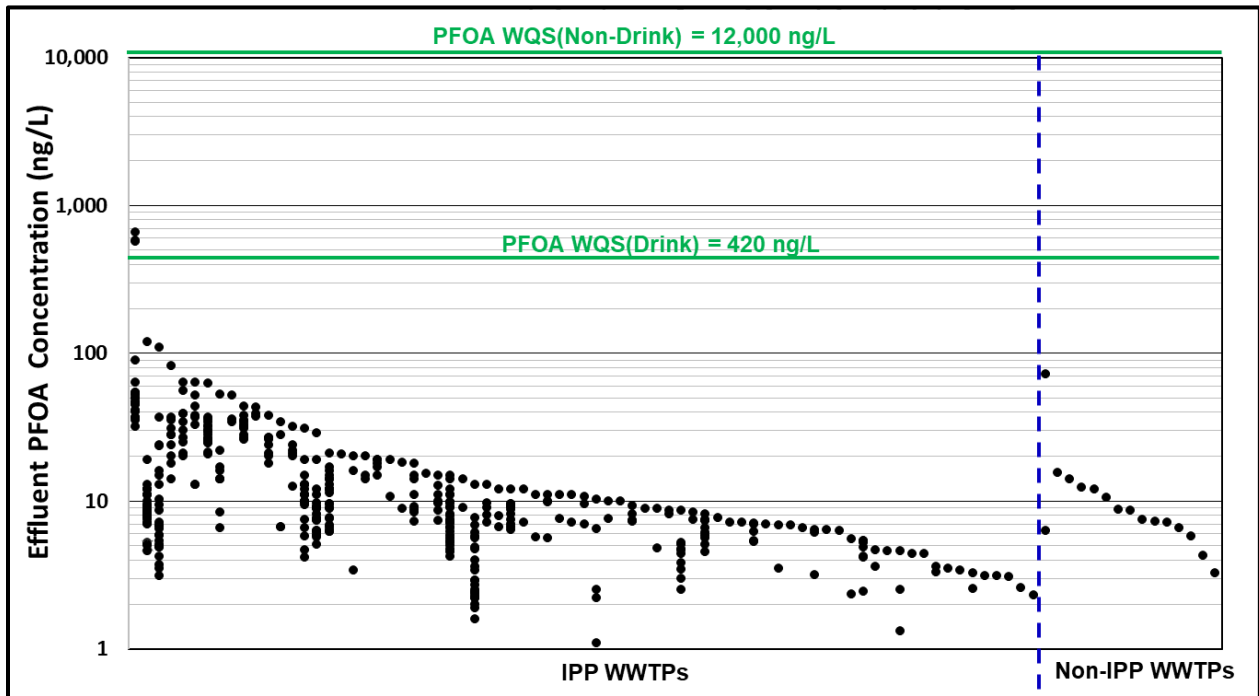 PFOA WQS(Non-Drink) = 12,000 ng/L
10,000
1,000
PFOA WQS(Drink) = 420 ng/L
100
10
1
Effluent PFOA Concentration (ng/L)
IPP WWTPs
Non-IPP WWTPs